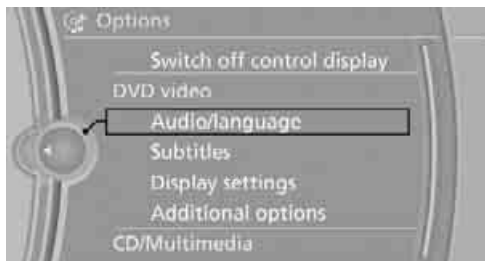 Options
Switch off control display
DVD video
Audio/language
Subtitles
Display settings
Additional options
CD/Multimedia